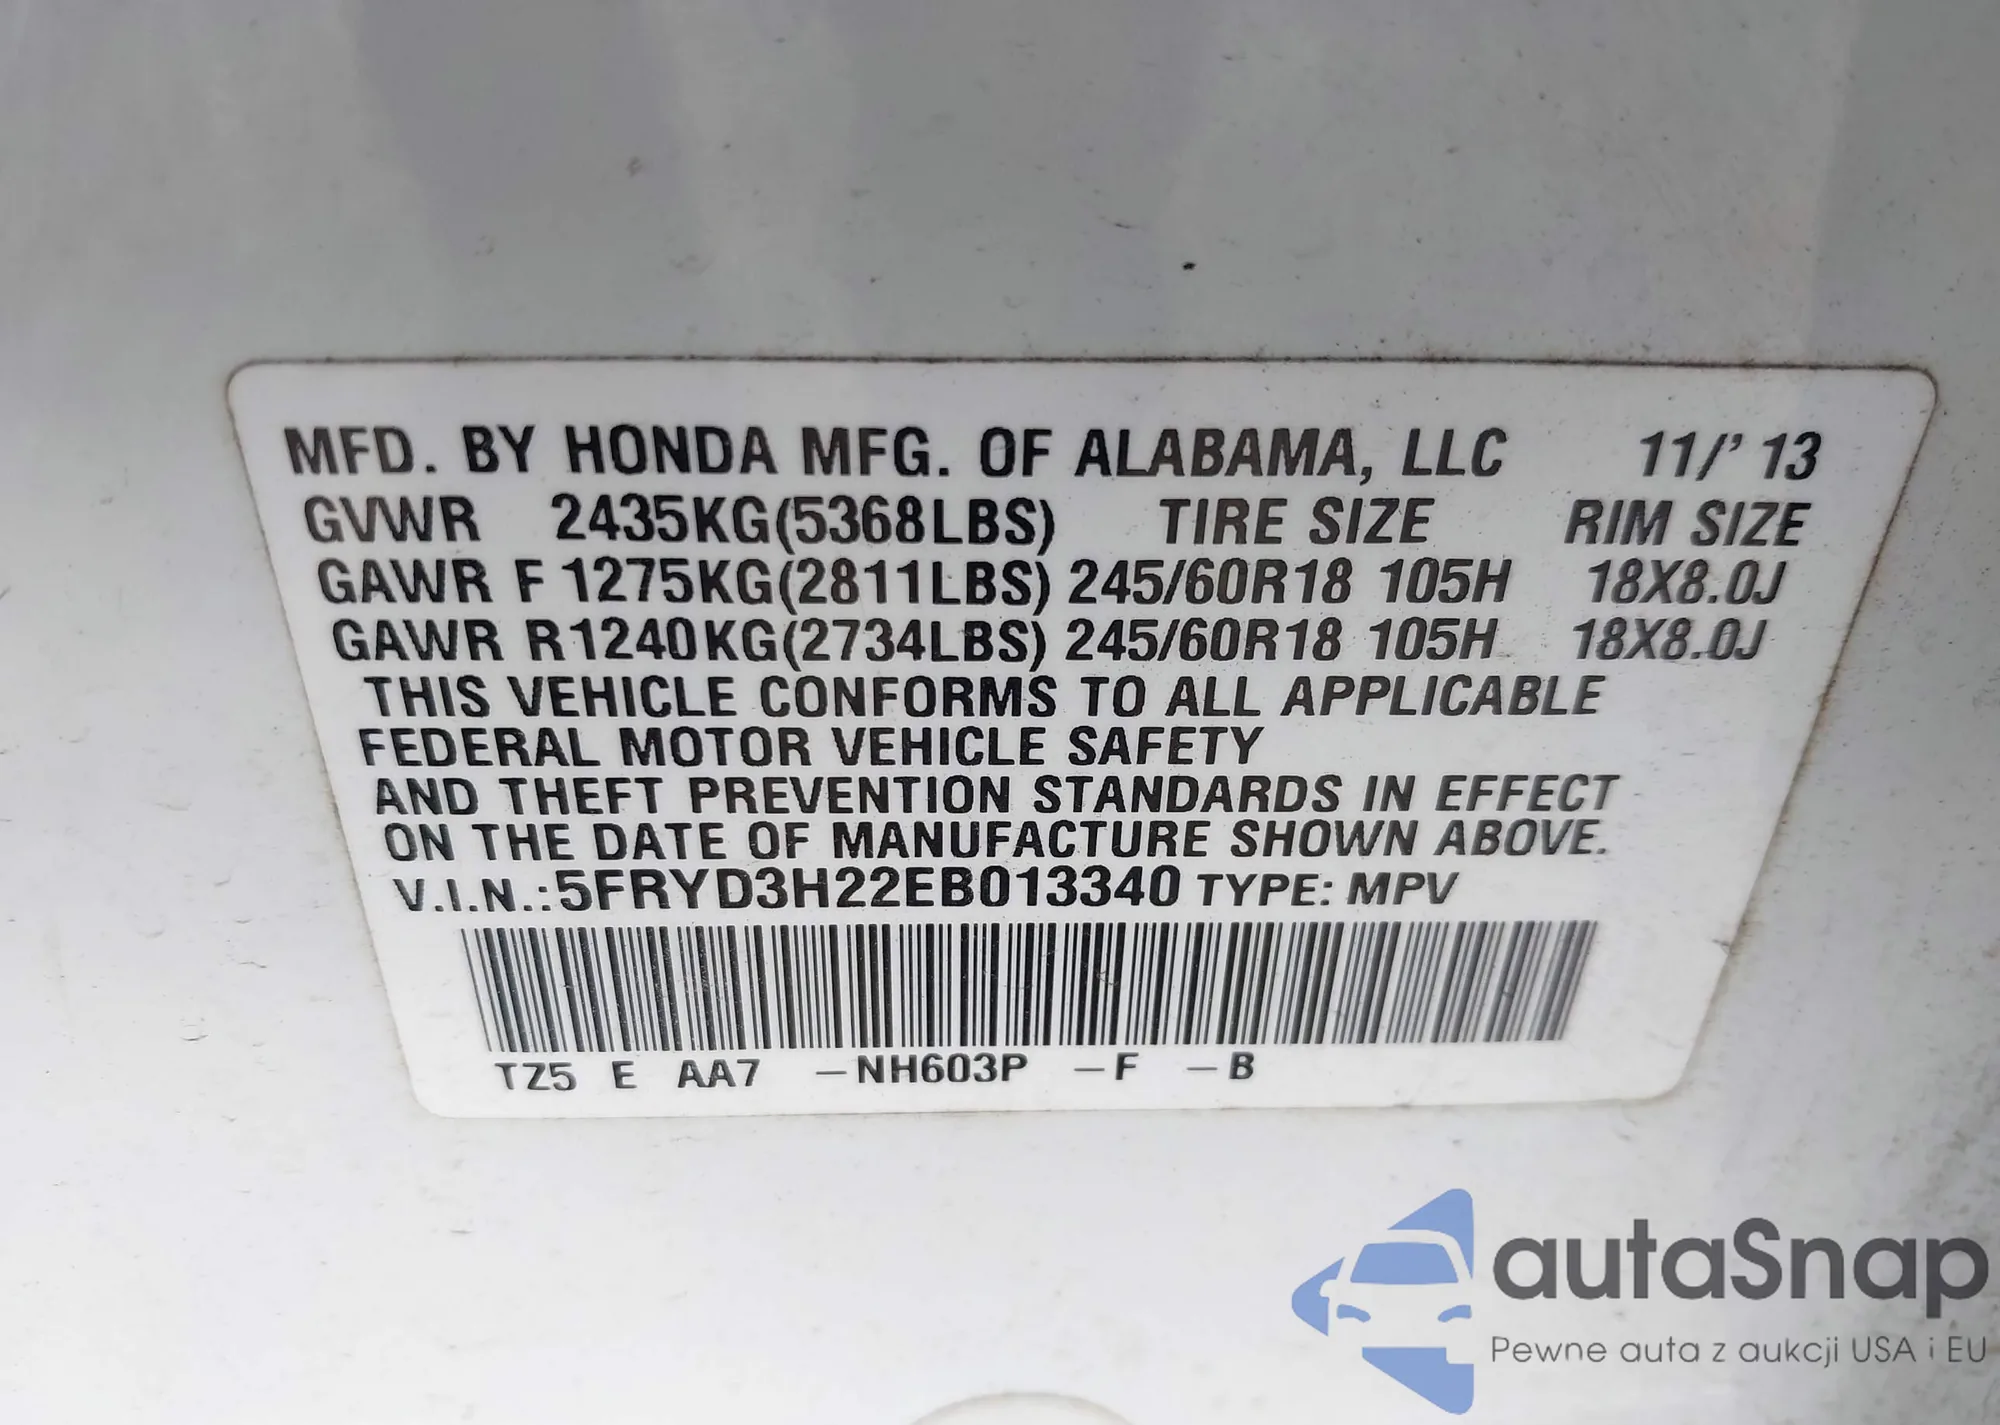 MFD. BY HONDA MFG. OF ALABAMA, LLC 11/'13
GVWR 2435KG(5368LBS) TIRE SIZE RIM SIZE
GAWR F 1275KG(2811LBS) 245/60R18 105H 18X8.0J
GAWR R 1240KG(2734LBS) 245/60R18 105H 18X8.0J
THIS VEHICLE CONFORMS TO ALL APPLICABLE
FEDERAL MOTOR VEHICLE SAFETY
AND THEFT PREVENTION STANDARDS IN EFFECT
ON THE DATE OF MANUFACTURE SHOWN ABOVE.
V.I.N.:5FRYD3H22EB013340 TYPE: MPV
TZ5 E AA7 –NH603P –F –B
autaSnap
Pewne auta z aukcji USA i EU